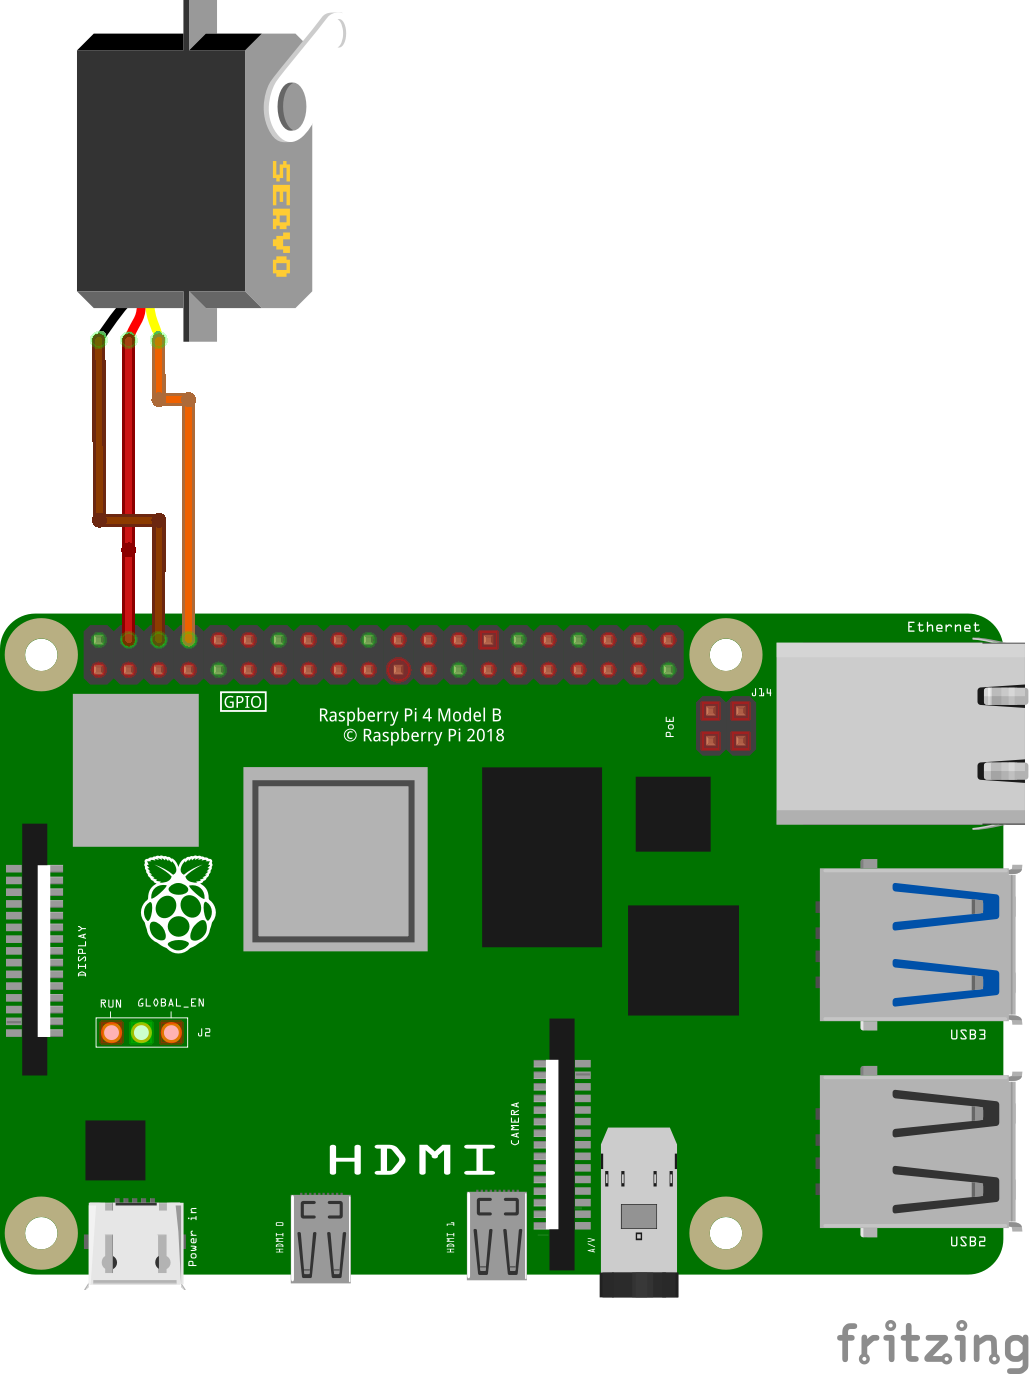 SERVO
Ethernet
GPIO
J14
Raspberry Pi 4 Model B
© Raspberry Pi 2018
PoE
DISPLAY
RUN
GLOBAL_EN
J2
USB3
CAMERA
HDMI
Power in
HDMI 0
HDMI 1
A/V
USB2
fritzing